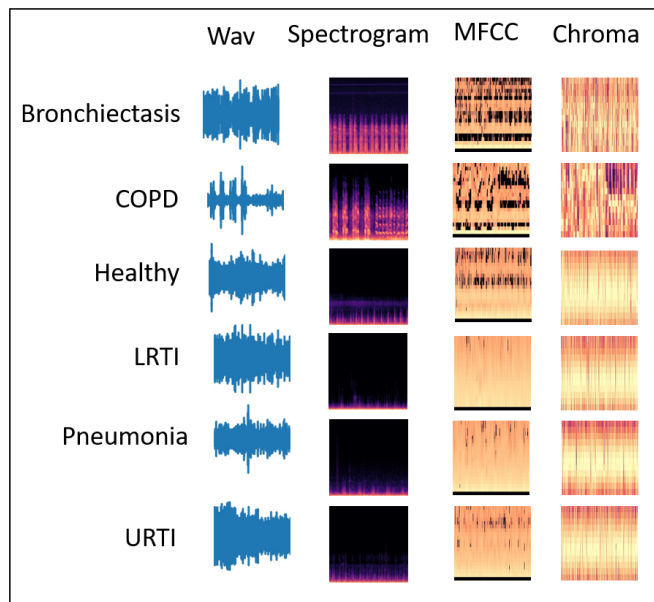 Wav Spectrogram MFCC Chroma
Bronchiectasis
COPD
Healthy
LRTI
Pneumonia
URTI